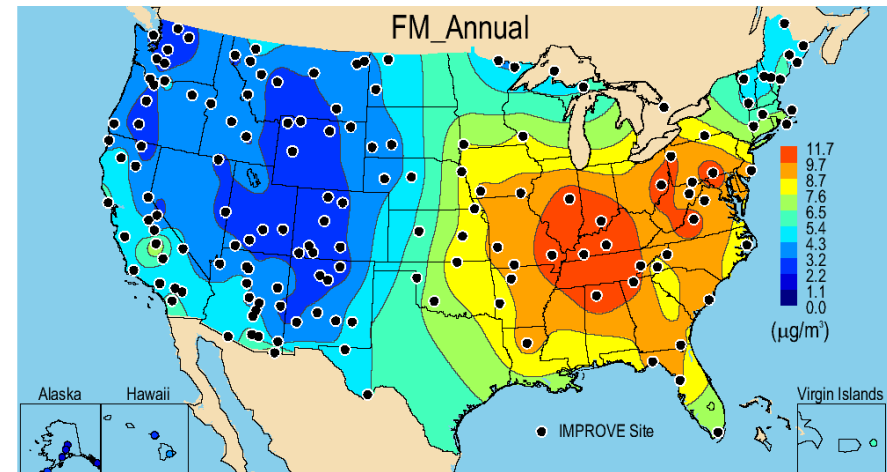 FM_Annual
11.7
9.7
8.7
7.6
6.5
5.4
4.3
3.2
2.2
1.1
0.0
(μg/m³)
Alaska
Hawaii
Virgin Islands
IMPROVE Site